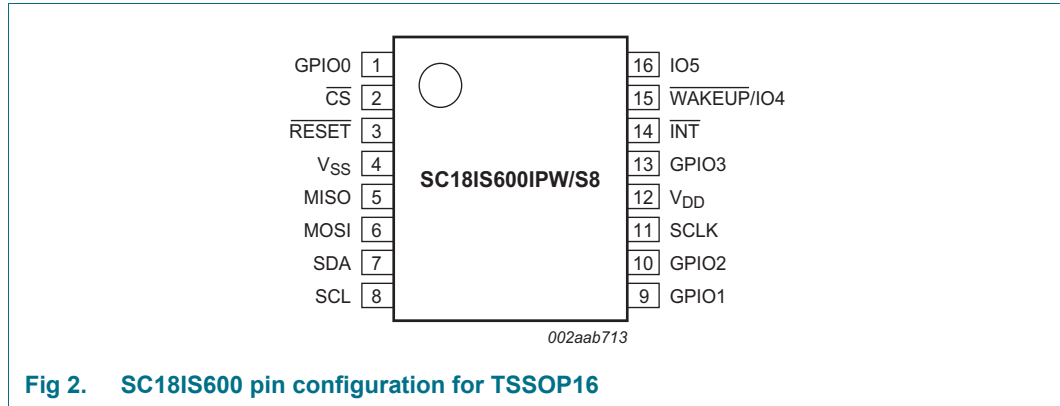 GPIO0 1 16 IO5
CS 2 15 WAKEUP/IO4
RESET 3 14 INT
VSS 4 13 GPIO3
SC18IS600IPW/S8
MISO 5 12 VDD
MOSI 6 11 SCLK
SDA 7 10 GPIO2
SCL 8 9 GPIO1
002aab713
Fig 2. SC18IS600 pin configuration for TSSOP16